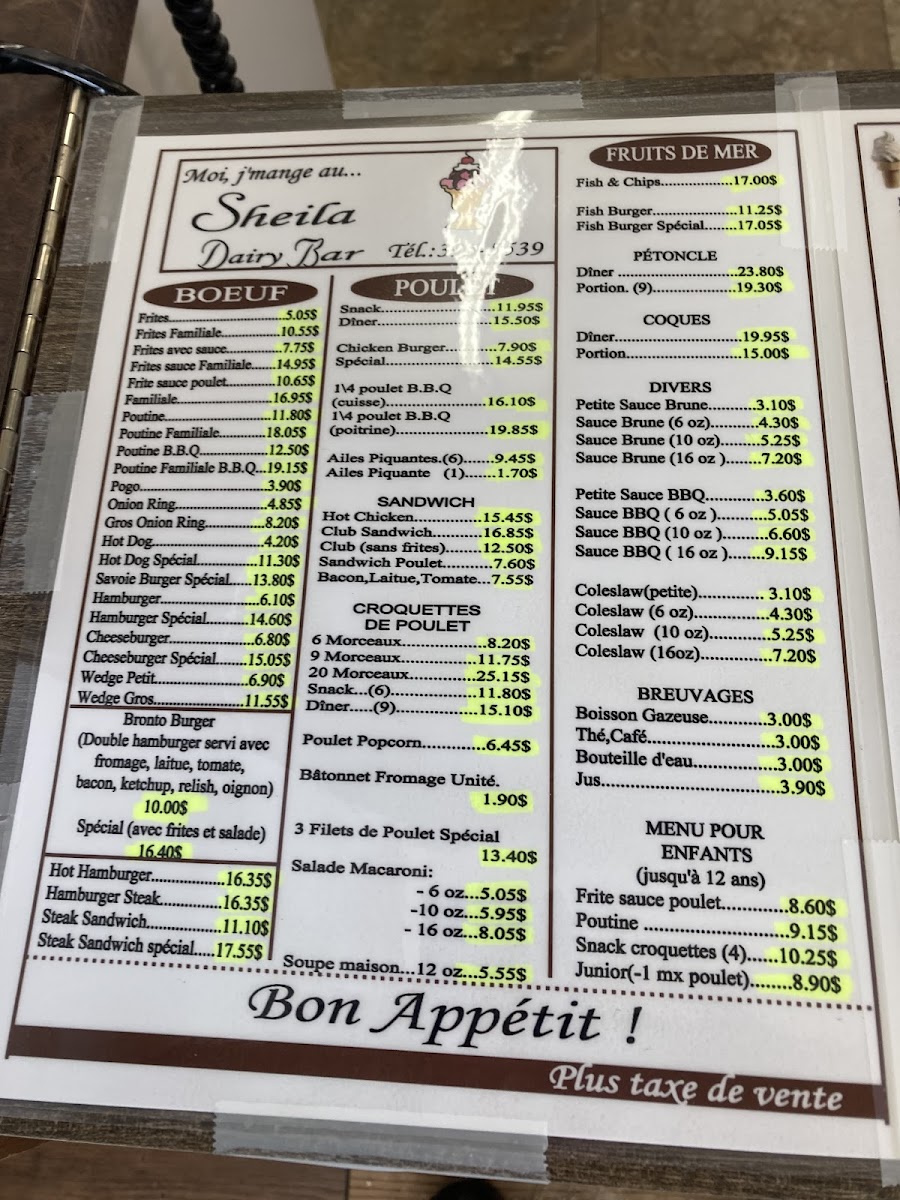 Moi, j'mange au...
Sheila
Dairy Bar Tél.:
BOEUF
Frites....................5.05$
Frites Familiale..........10.55$
Frites avec sauce..........7.75$
Frites sauce Familiale......14.95$
Frite sauce poulet..........10.65$
Familiale....................16.95$
Poutine......................11.80$
Poutine Familiale...........18.05$
Poutine B.B.Q...............12.50$
Poutine Familiale B.B.Q...19.15$
Pogo..........................3.90$
Onion Ring....................4.85$
Gros Onion Ring.............8.20$
Hot Dog.......................4.20$
Hot Dog Spécial.............11.30$
Savoie Burger Spécial.....13.80$
Hamburger.....................6.10$
Hamburger Spécial.........14.60$
Cheeseburger..................6.80$
Cheeseburger Spécial.......15.05$
Wedge Petit...................6.90$
Wedge Gros....................11.55$
Bronto Burger
(Double hamburger servi avec
fromage, laitue, tomate,
bacon, ketchup, relish, oignon)
10.00$
Spécial (avec frites et salade)
16.40$
Hot Hamburger..................16.35$
Hamburger Steak...............16.35$
Steak Sandwich................11.10$
Steak Sandwich spécial.....17.55$
POULET
Snack.........................11.95$
Dîner.........................15.50$
Chicken Burger.............7.90$
Spécial.......................14.55$
1\4 poulet B.B.Q
(cuisse)......................16.10$
1\4 poulet B.B.Q
(poitrine)....................19.85$
Ailes Piquantes.(6)......9.45$
Ailes Piquante (1).....1.70$
SANDWICH
Hot Chicken................15.45$
Club Sandwich............16.85$
Club (sans frites)........12.50$
Sandwich Poulet..........7.60$
Bacon,Laitue,Tomate...7.55$
CROQUETTES
DE POULET
6 Morceaux.................8.20$
9 Morceaux.................11.75$
20 Morceaux...............25.15$
Snack...(6)...................11.80$
Dîner.....(9)..................15.10$
Poulet Popcorn............6.45$
Bâtonnet Fromage Unité.
1.90$
3 Filets de Poulet Spécial
13.40$
Salade Macaroni:
- 6 oz...5.05$
-10 oz...5.95$
- 16 oz...8.05$
Soupe maison...12 oz...5.55$
FRUITS DE MER
Fish & Chips.................17.00$
Fish Burger....................11.25$
Fish Burger Spécial........17.05$
PÉTONCLE
Dîner ..........................23.80$
Portion. (9)...................19.30$
COQUES
Dîner...........................19.95$
Portion.........................15.00$
DIVERS
Petite Sauce Brune..........3.10$
Sauce Brune (6 oz)..........4.30$
Sauce Brune (10 oz)........5.25$
Sauce Brune (16 oz ).......7.20$
Petite Sauce BBQ............3.60$
Sauce BBQ ( 6 oz )..........5.05$
Sauce BBQ (10 oz )..........6.60$
Sauce BBQ ( 16 oz )........9.15$
Coleslaw(petite)............. 3.10$
Coleslaw (6 oz)..............4.30$
Coleslaw (10 oz)............5.25$
Coleslaw (16oz).............7.20$
BREUVAGES
Boisson Gazeuse...........3.00$
Thé,Café.........................3.00$
Bouteille d'eau...............3.00$
Jus.................................3.90$
MENU POUR
ENFANTS
(jusqu'à 12 ans)
Frite sauce poulet............8.60$
Poutine ..........................9.15$
Snack croquettes (4)......10.25$
Junior(-1 mx poulet)........8.90$
Bon Appétit !
Plus taxe de vente